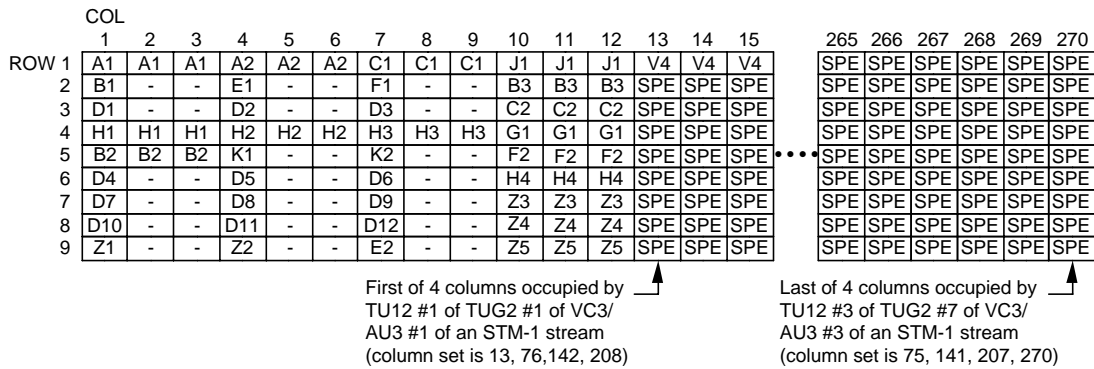 COL
1 2 3 4 5 6 7 8 9 10 11 12 13 14 15 265 266 267 268 269 270
ROW 1 A1 A1 A1 A2 A2 A2 C1 C1 C1 J1 J1 J1 V4 V4 V4 SPE SPE SPE SPE SPE SPE
2 B1 - - E1 - - F1 - - B3 B3 B3 SPE SPE SPE SPE SPE SPE SPE SPE SPE
3 D1 - - D2 - - D3 - - C2 C2 C2 SPE SPE SPE SPE SPE SPE SPE SPE SPE
4 H1 H1 H1 H2 H2 H2 H3 H3 H3 G1 G1 G1 SPE SPE SPE SPE SPE SPE SPE SPE SPE
5 B2 B2 B2 K1 - - K2 - - F2 F2 F2 SPE SPE SPE SPE SPE SPE SPE SPE SPE
6 D4 - - D5 - - D6 - - H4 H4 H4 SPE SPE SPE SPE SPE SPE SPE SPE SPE
7 D7 - - D8 - - D9 - - Z3 Z3 Z3 SPE SPE SPE SPE SPE SPE SPE SPE SPE
8 D10 - - D11 - - D12 - - Z4 Z4 Z4 SPE SPE SPE SPE SPE SPE SPE SPE SPE
9 Z1 - - Z2 - - E2 - - Z5 Z5 Z5 SPE SPE SPE SPE SPE SPE SPE SPE SPE
First of 4 columns occupied by
TU12 #1 of TUG2 #1 of VC3/
AU3 #1 of an STM-1 stream
(column set is 13, 76,142, 208)
Last of 4 columns occupied by
TU12 #3 of TUG2 #7 of VC3/
AU3 #3 of an STM-1 stream
(column set is 75, 141, 207, 270)